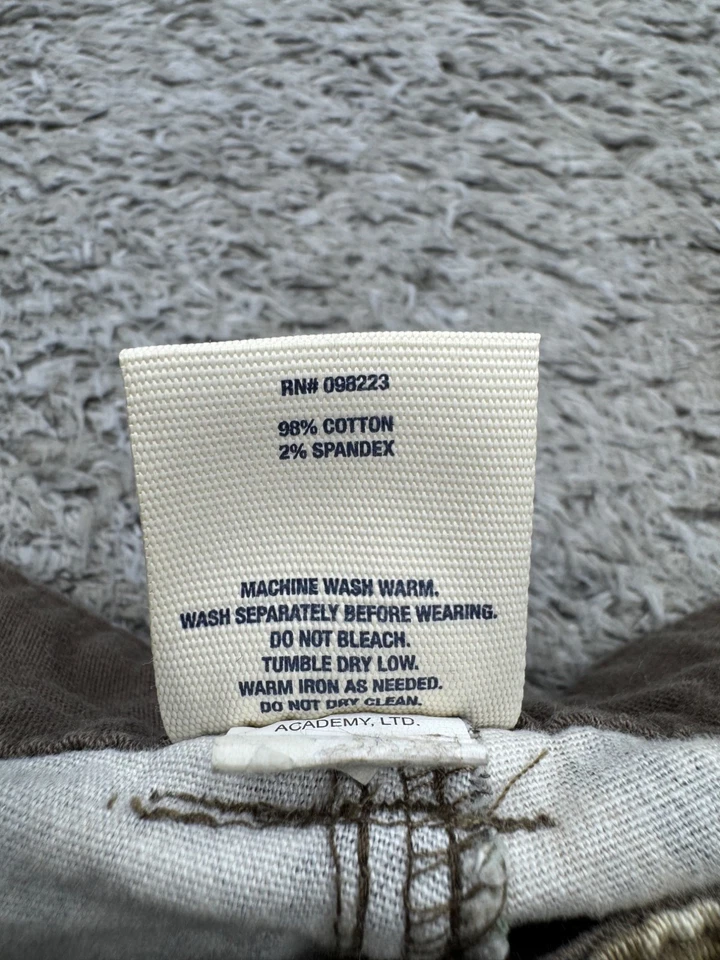 RN# 098223
98% COTTON
2% SPANDEX
MACHINE WASH WARM.
WASH SEPARATELY BEFORE WEARING.
DO NOT BLEACH.
TUMBLE DRY LOW.
WARM IRON AS NEEDED.
DO NOT DRY CLEAN.
ACADEMY, LTD.